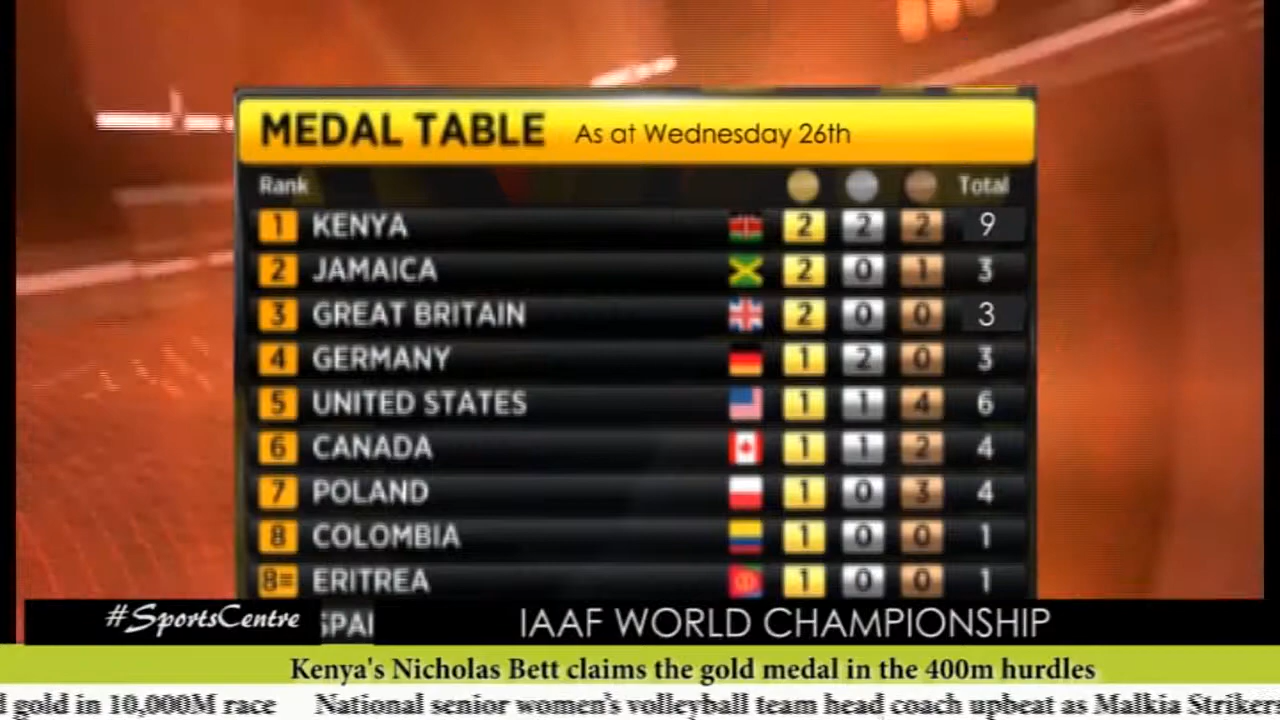 MEDAL TABLE As at Wednesday 26th
Rank Total
1 KENYA 2 2 2 9
2 JAMAICA 2 0 1 3
3 GREAT BRITAIN 2 0 0 3
4 GERMANY 1 2 0 3
5 UNITED STATES 1 1 4 6
6 CANADA 1 1 2 4
7 POLAND 1 0 3 4
8 COLOMBIA 1 0 0 1
8= ERITREA 1 0 0 1
#SportsCentre SPAI IAAF WORLD CHAMPIONSHIP
Kenya's Nicholas Bett claims the gold medal in the 400m hurdles
d gold in 10,000M race National senior women's volleyball team head coach upbeat as Malkia Strikers